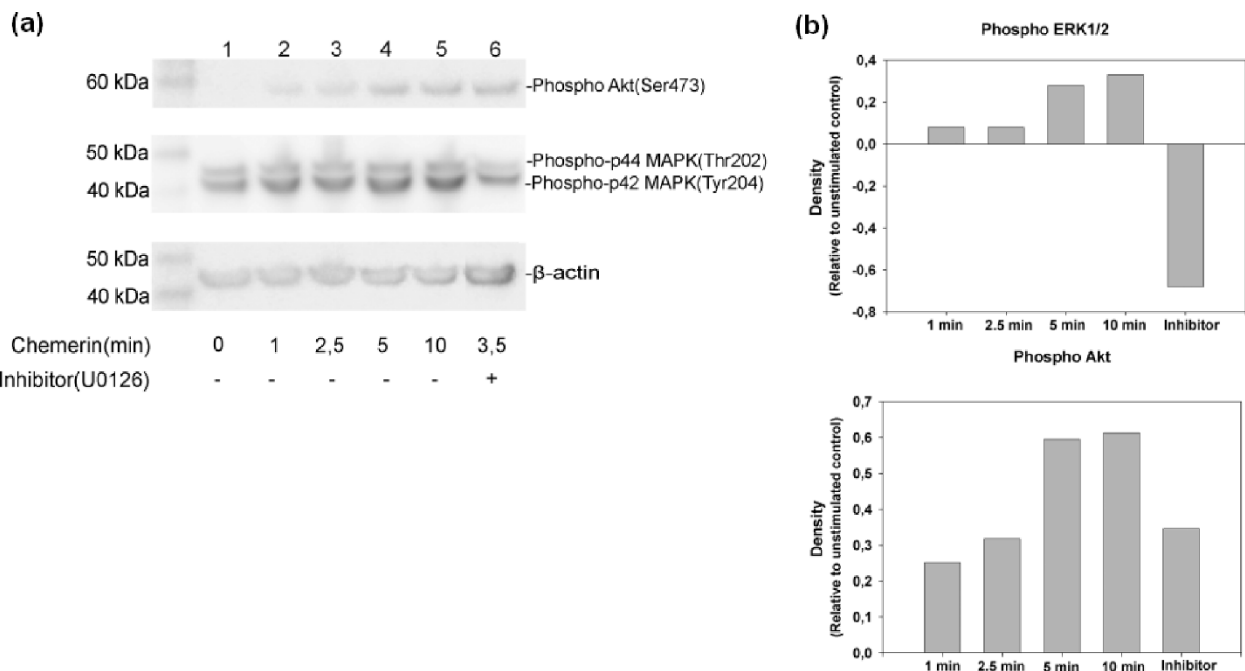 (a)
1 2 3 4 5 6
60 kDa
-Phospho Akt(Ser473)
50 kDa
-Phospho-p44 MAPK(Thr202)
40 kDa
-Phospho-p42 MAPK(Tyr204)
50 kDa
-β-actin
40 kDa
Chemerin(min) 0 1 2,5 5 10 3,5
Inhibitor(U0126) - - - - - +
(b)
Phospho ERK1/2
Density
(Relative to unstimulated control)
0,4
0,2
0,0
-0,2
-0,4
-0,6
-0,8
1 min 2.5 min 5 min 10 min Inhibitor
Phospho Akt
Density
(Relative to unstimulated control)
0,7
0,6
0,5
0,4
0,3
0,2
0,1
0,0
1 min 2.5 min 5 min 10 min Inhibitor